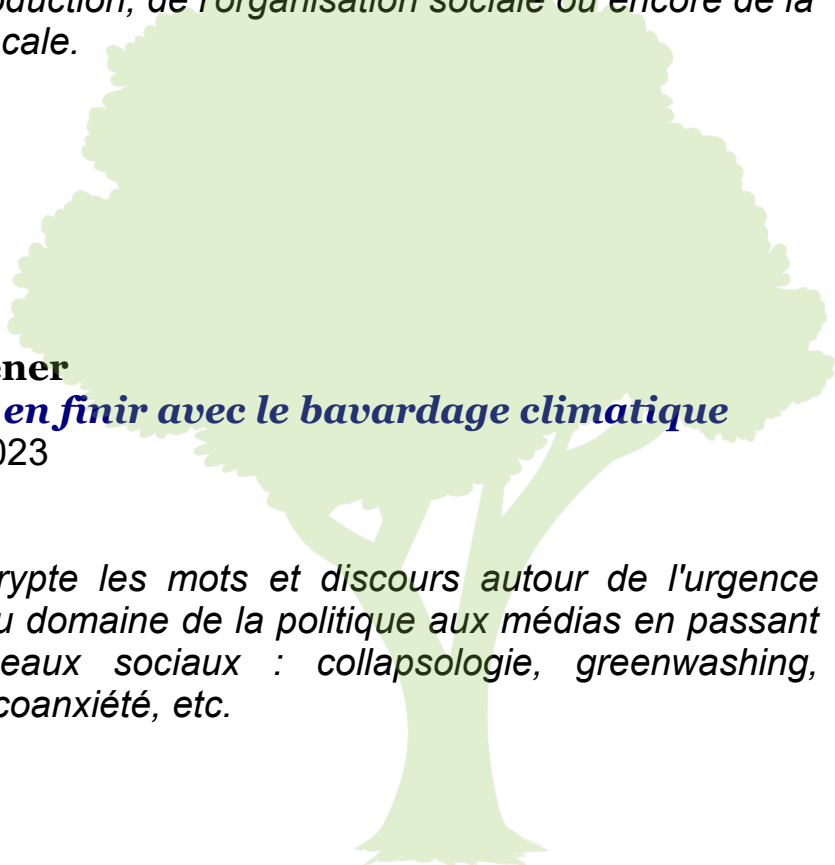 oduction, de l'organisation sociale ou encore de la
cale.
ener
en finir avec le bavardage climatique
023
rypte les mots et discours autour de l'urgence
u domaine de la politique aux médias en passant
eaux sociaux : collapsologie, greenwashing,
coanxiété, etc.